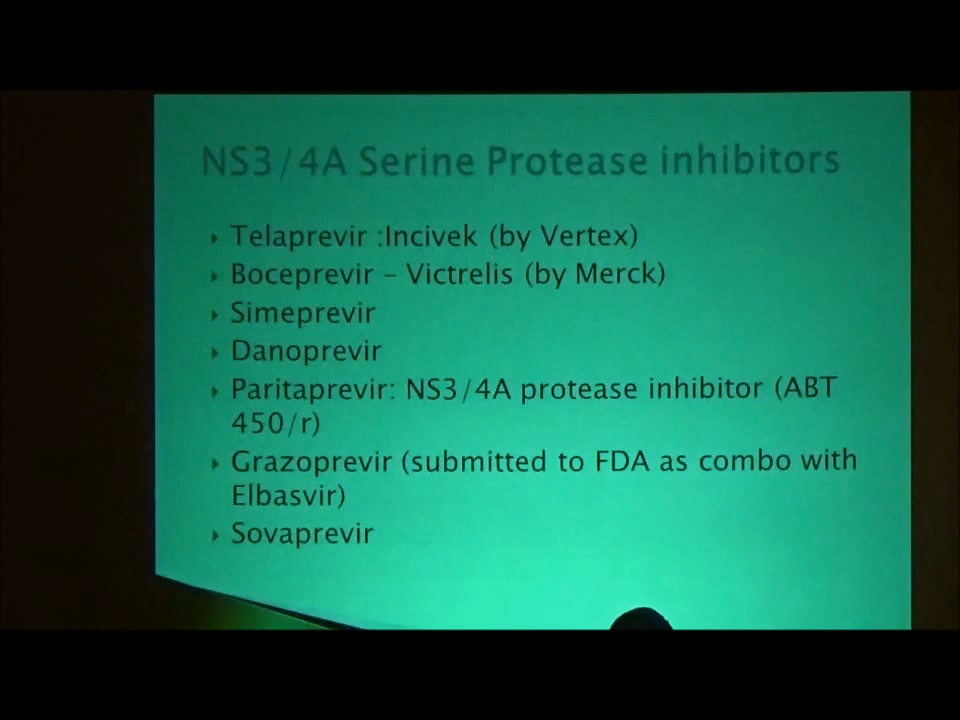 NS3/4A Serine Protease inhibitors
Telaprevir :Incivek (by Vertex)
Boceprevir – Victrelis (by Merck)
Simeprevir
Danoprevir
Paritaprevir: NS3/4A protease inhibitor (ABT
450/r)
Grazoprevir (submitted to FDA as combo with
Elbasvir)
Sovaprevir